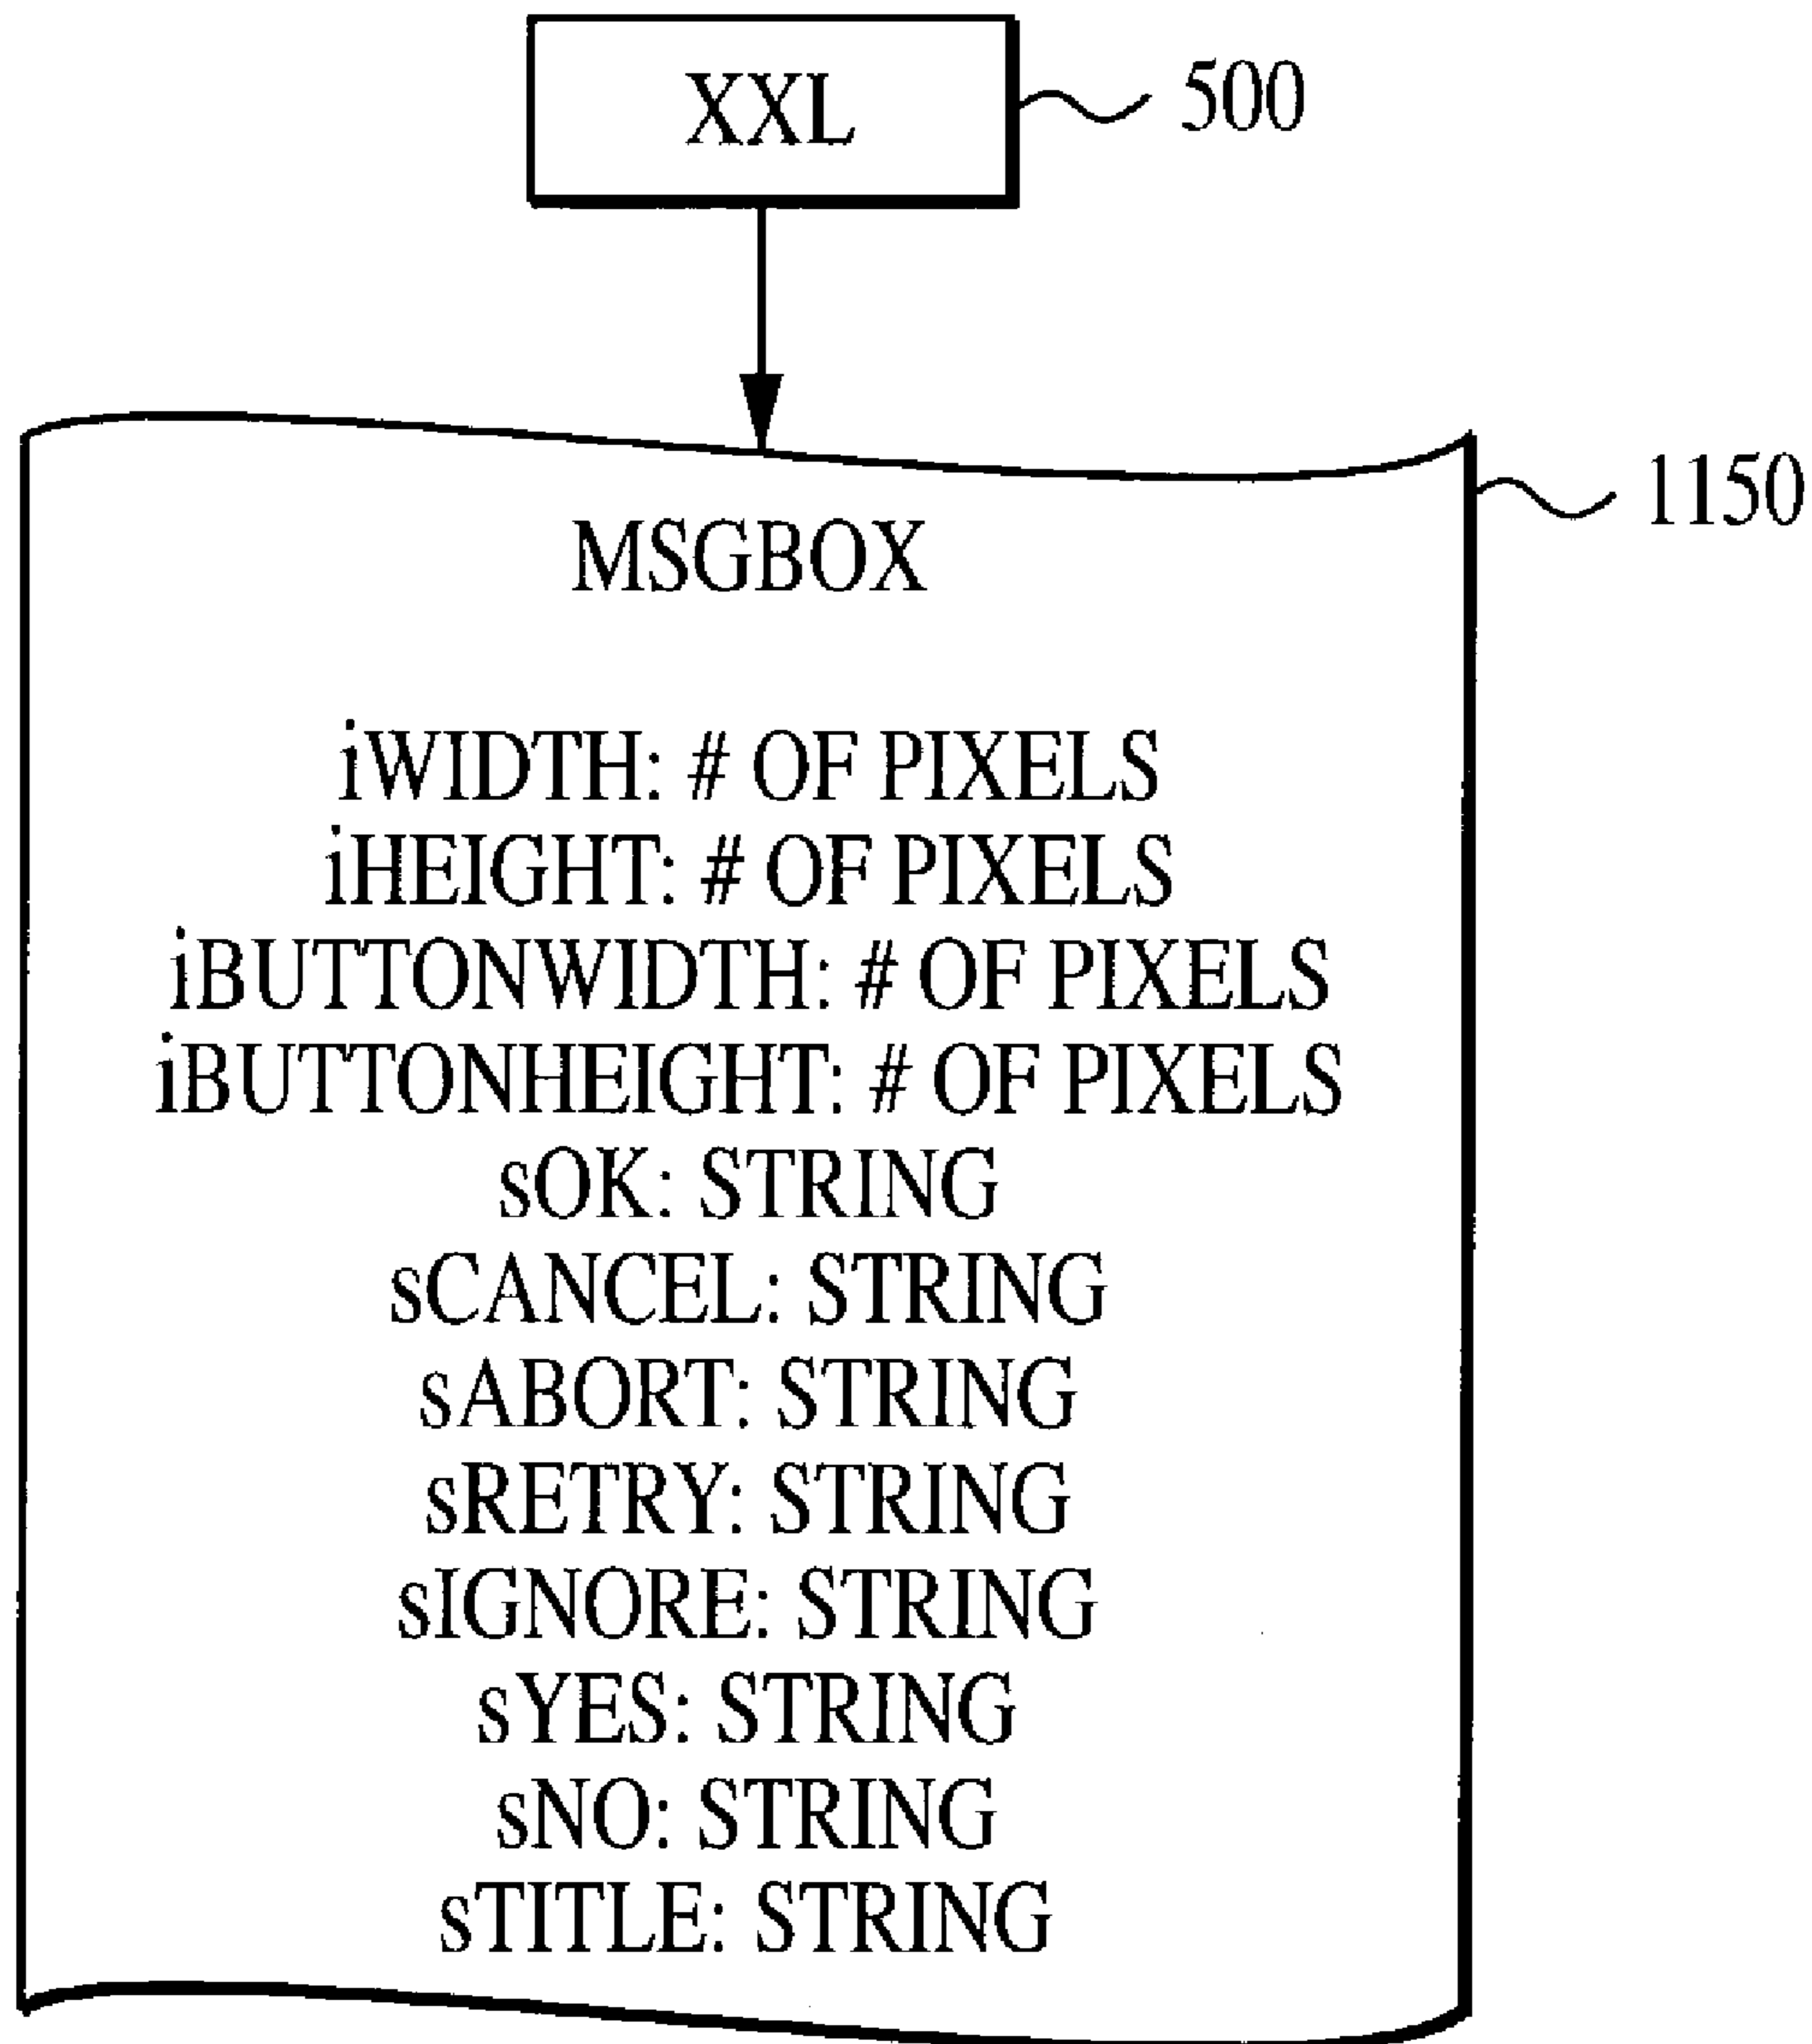 XXL
500
1150
MSGBOX
iWIDTH: # OF PIXELS
iHEIGHT: # OF PIXELS
iBUTTONWIDTH: # OF PIXELS
iBUTTONHEIGHT: # OF PIXELS
sOK: STRING
sCANCEL: STRING
sABORT: STRING
sRETRY: STRING
sIGNORE: STRING
sYES: STRING
sNO: STRING
sTITLE: STRING